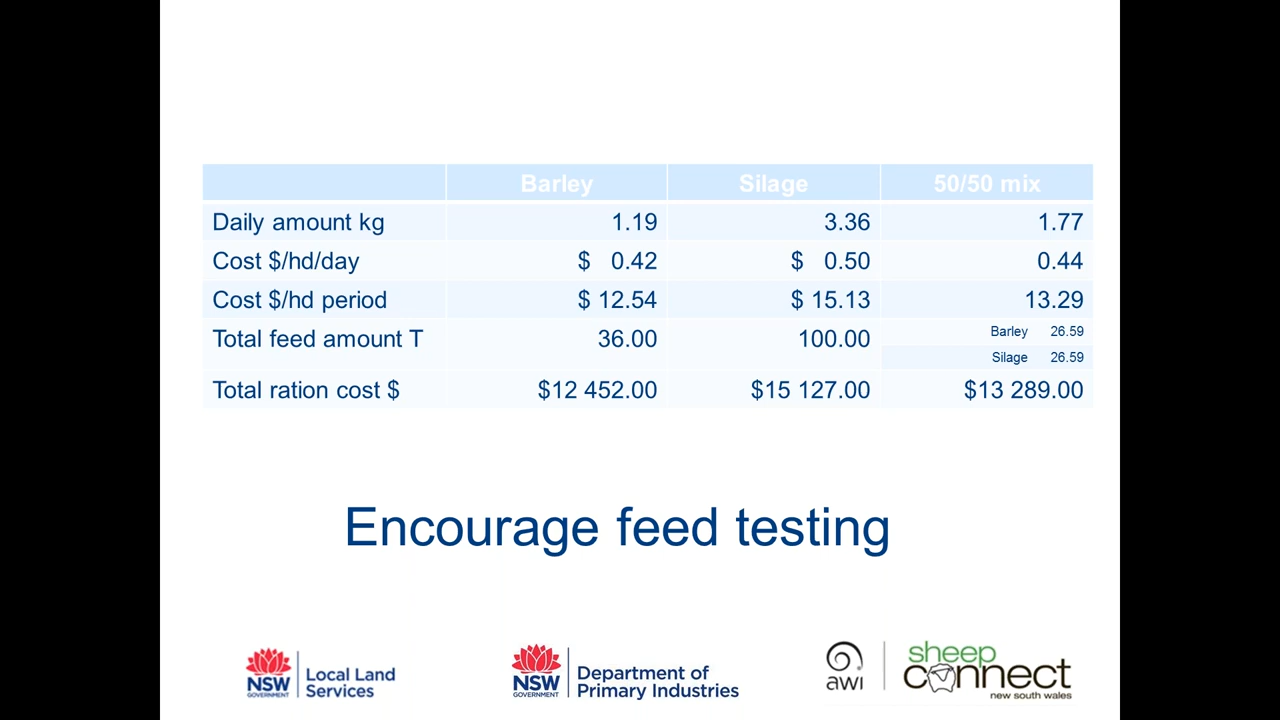 Barley Silage 50/50 mix
Daily amount kg 1.19 3.36 1.77
Cost $/hd/day $ 0.42 $ 0.50 0.44
Cost $/hd period $ 12.54 $ 15.13 13.29
Total feed amount T 36.00 100.00 Barley 26.59
Silage 26.59
Total ration cost $ $12 452.00 $15 127.00 $13 289.00
Encourage feed testing
NSW
GOVERNMENT
Local Land
Services
NSW
GOVERNMENT
Department of
Primary Industries
awi
sheep
connect
new south wales